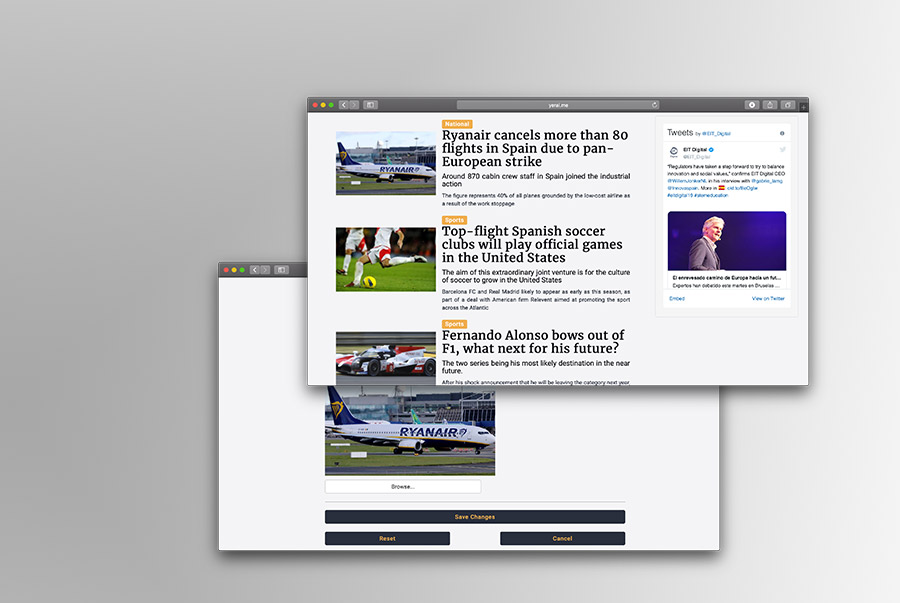 yerai.me
National
Ryanair cancels more than 80
flights in Spain due to pan-
European strike
Around 870 cabin crew staff in Spain joined the industrial
action
The figure represents 40% of all planes grounded by the lowcost airline as
a result of the work stoppage
RYANAIR
Sports
Top-flight Spanish soccer
clubs will play official games
in the United States
The aim of this extraordinary joint venture is for the culture
of soccer to grow in the United States
Barcelona FC and Real Madrid likely to appear as early as this season, as
part of a deal with American firm Relevent aimed at promoting the sport
across the Atlantic
Sports
Fernando Alonso bows out of
F1, what next for his future?
The two series being his most likely destination in the near
future.
After his shock announcement that he will be leaving the category next year,
Tweets by @EIT_Digital
EIT Digital
@EIT_Digital
"Regulators have taken a step forward to try to balance
innovation and social values," confirms EIT Digital CEO
in his interview with
@innovaspain. More in
#eitdigital #
El enrevesado camino de Europa hacia un fut...
Expertos han debatido este martes en Bruselas ...
Embed
View on Twitter
RYANAIR
Browse...
Save Changes
Reset
Cancel